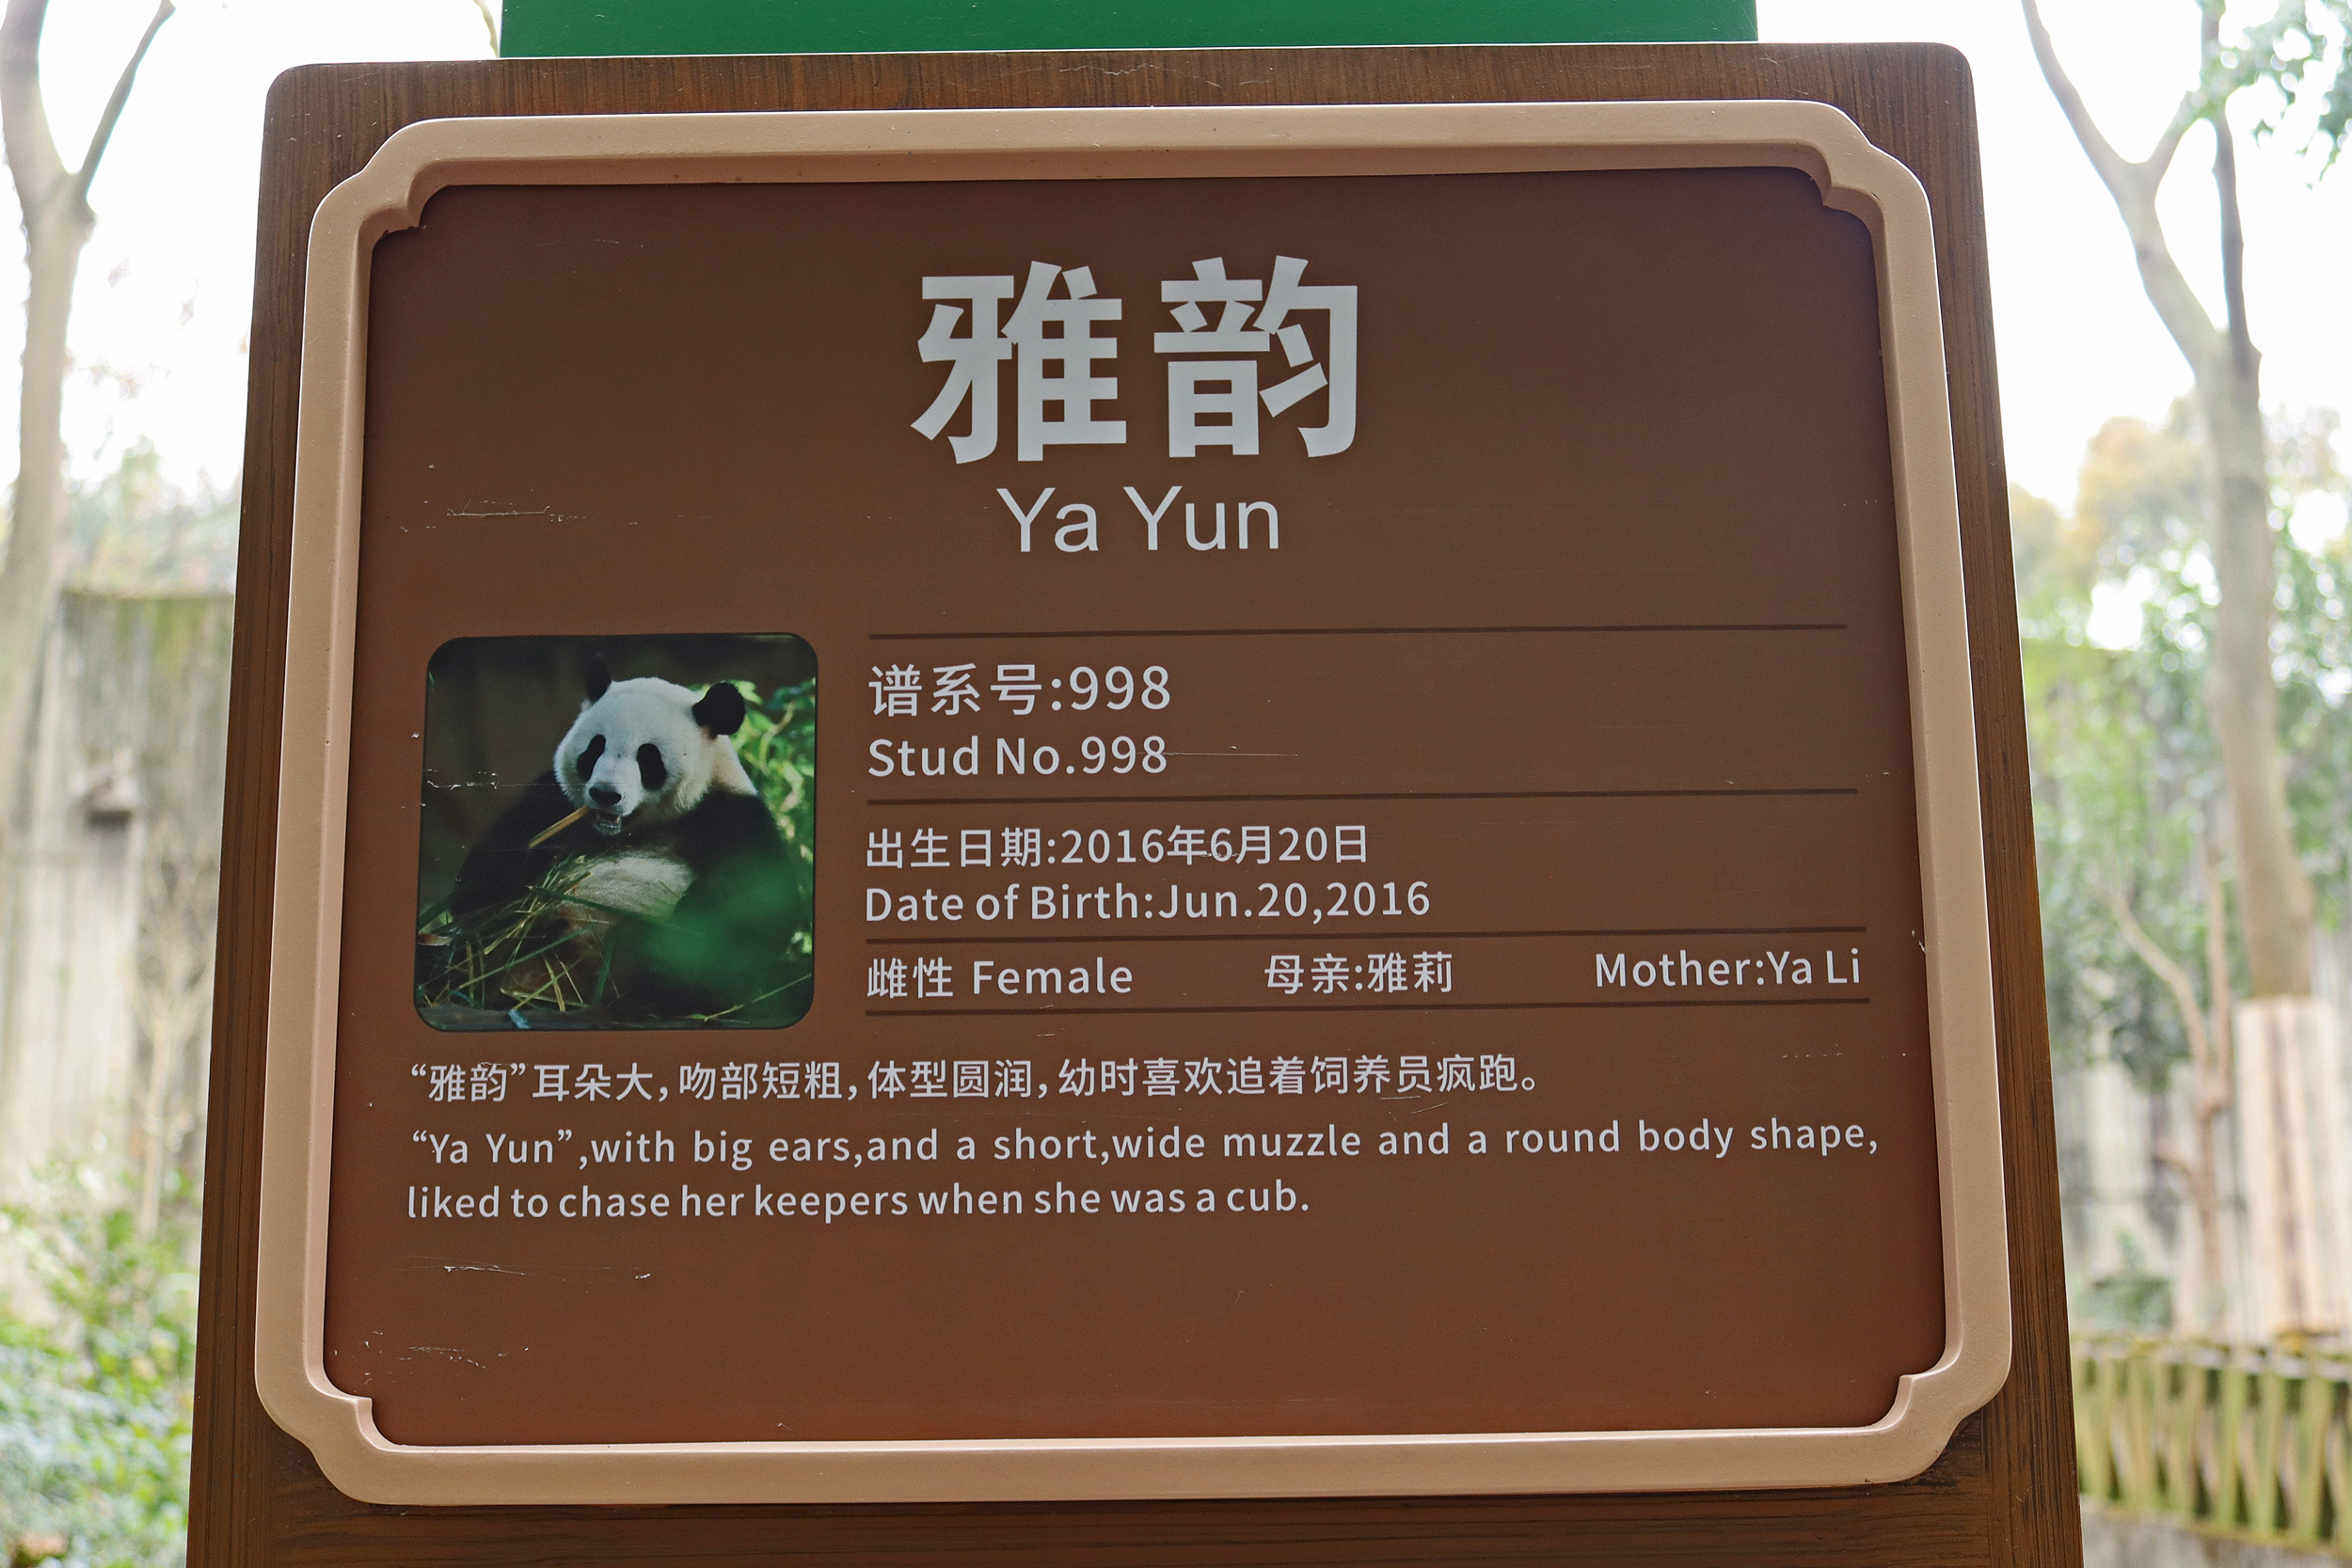 雅韵
Ya Yun
谱系号:998
Stud No.998
出生日期:2016年6月20日
Date of Birth:Jun.20,2016
雌性 Female 母亲:雅莉 Mother:Ya Li
“雅韵”耳朵大,吻部短粗,体型圆润,幼时喜欢追着饲养员疯跑。
“Ya Yun”,with big ears,and a short,wide muzzle and a round body shape,
liked to chase her keepers when she was a cub.